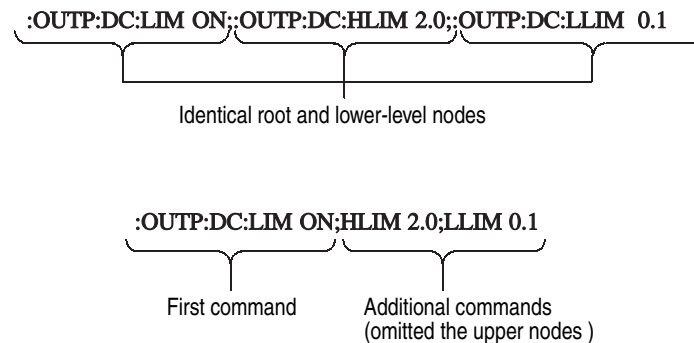 :OUTP:DC:LIM ON;:OUTP:DC:HLIM 2.0;:OUTP:DC:LLIM 0.1
Identical root and lower-level nodes
:OUTP:DC:LIM ON;HLIM 2.0;LLIM 0.1
First command
Additional commands
(omitted the upper nodes )